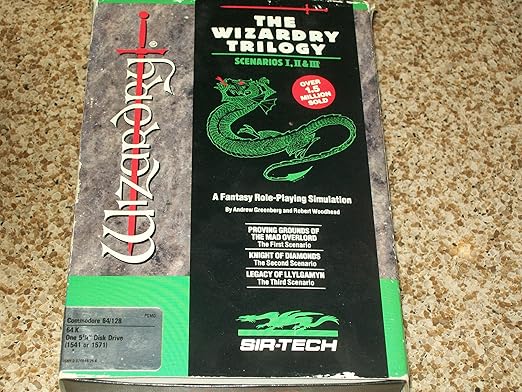 Wizardry
THE
WIZARDRY
TRILOGY
SCENARIOS I, II & III
OVER
1.5
MILLION
SOLD
A Fantasy Role-Playing Simulation
By Andrew Greenberg and Robert Woodhead
PROVING GROUNDS OF
THE MAD OVERLORD
The First Scenario
KNIGHT OF DIAMONDS
The Second Scenario
LEGACY OF LLYLGAMYN
The Third Scenario
SIR-TECH
Commodore 64/128
64 K
One 5¼" Disk Drive
(1541 or 1571)